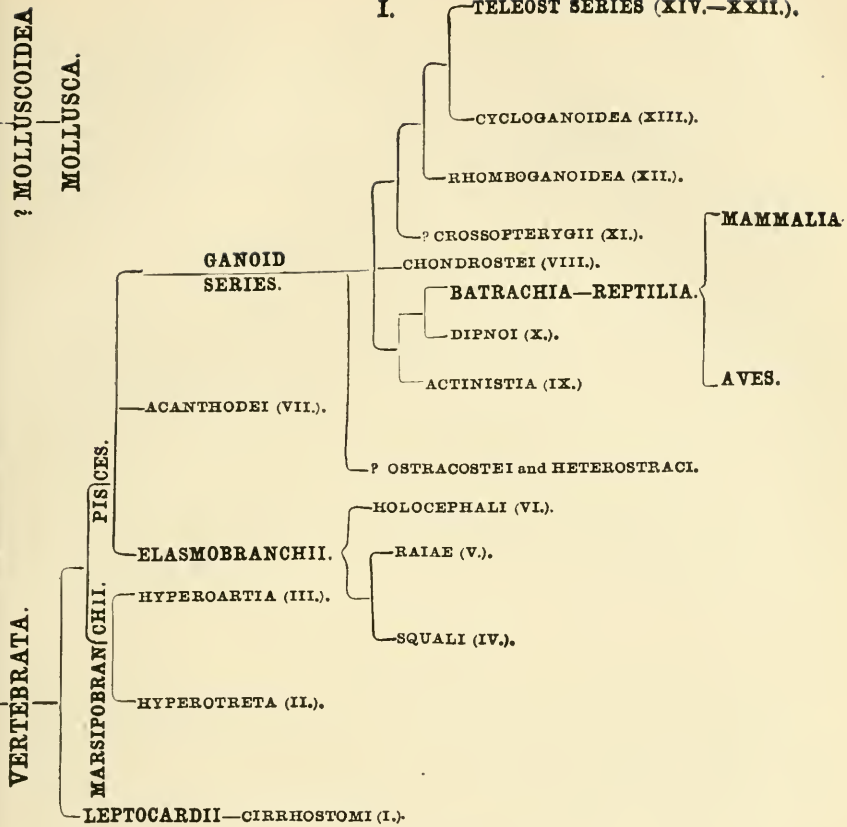 I.
TELEOST SERIES (XIV.—XXII.).
? MOLLUSCOIDEA
MOLLUSCA.
CYCLOGANOIDEA (XIII.).
RHOMBOGANOIDEA (XII.).
MAMMALIA
? CROSSOPTERYGII (XI.).
GANOID
SERIES.
CHONDROSTEI (VIII.).
BATRACHIA—REPTILIA.
DIPNOI (X.).
ACTINISTIA (IX.)
AVES.
ACANTHODEI (VII.).
PISCES.
? OSTRACOSTEI and HETEROSTRACI.
HOLOCEPHALI (VI.).
ELASMOBRANCHII.
RAIAE (V.).
HYPEROARTIA (III.).
SQUALI (IV.).
VERTEBRATA.
MARSIPOBRANCHII.
HYPEROTRETA (II.).
LEPTOCARDII—CIRRHOSTOMI (I.).